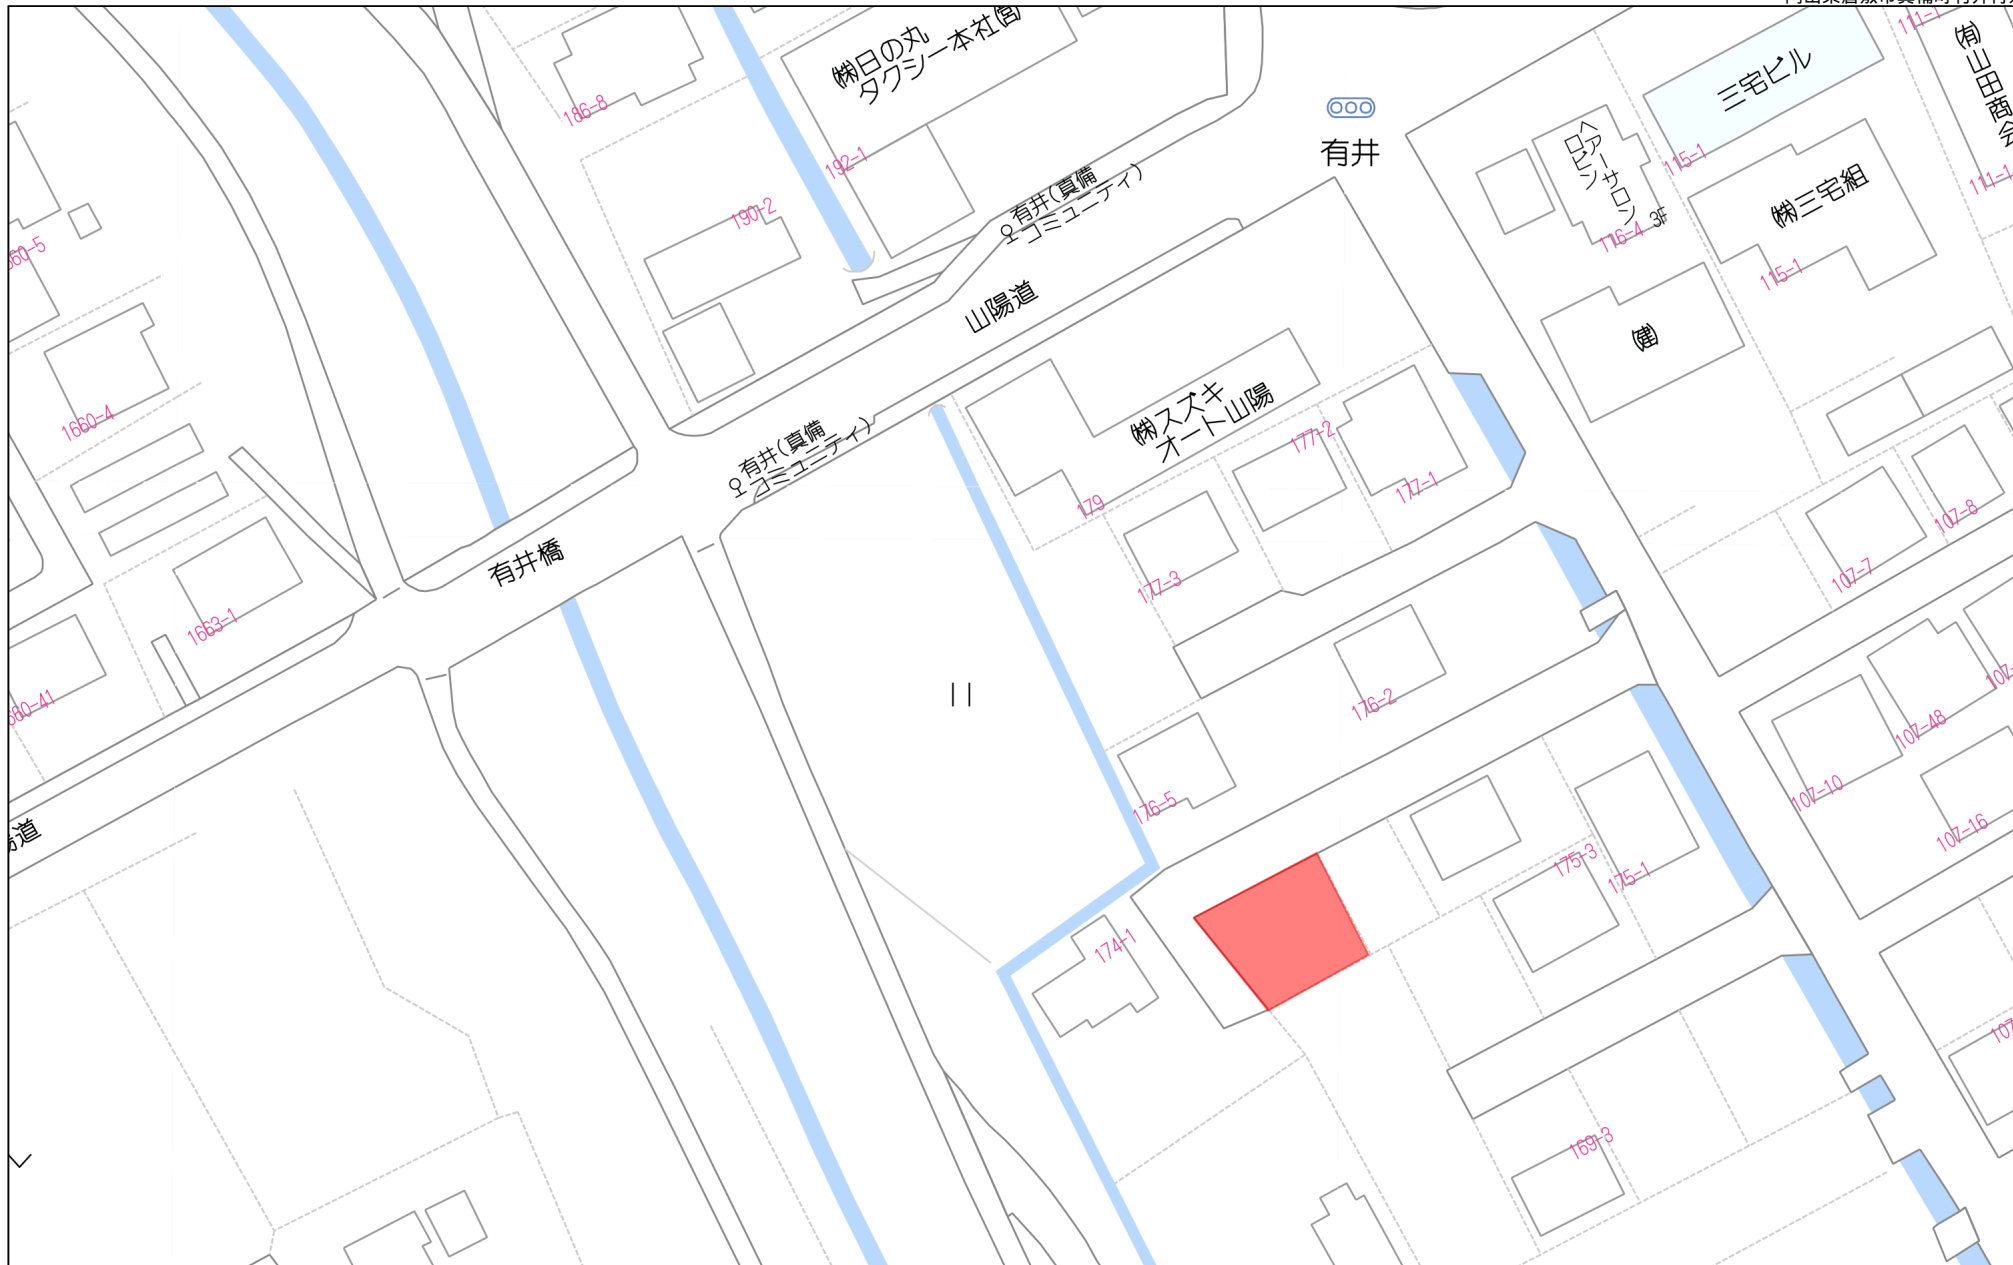 ㈱日の丸
タクシー本社㈺
186-8
192-1
190-2
有井
有井(真備
コミューニティ)
山陽道
ヘアーサロン
ロビン
3F
116-4
三宅ビル
115-1
㈱三宅組
115-1
㈲山田商会
111-1
111-1
1660-4
1663-1
有井橋
有井(真備
コミューニティ)
㈱スズキ
オート山陽
179
177-2
177-1
177-3
176-2
176-5
107-8
107-7
107-48
107-10
107-16
174-1
175-3
175-1
169-3